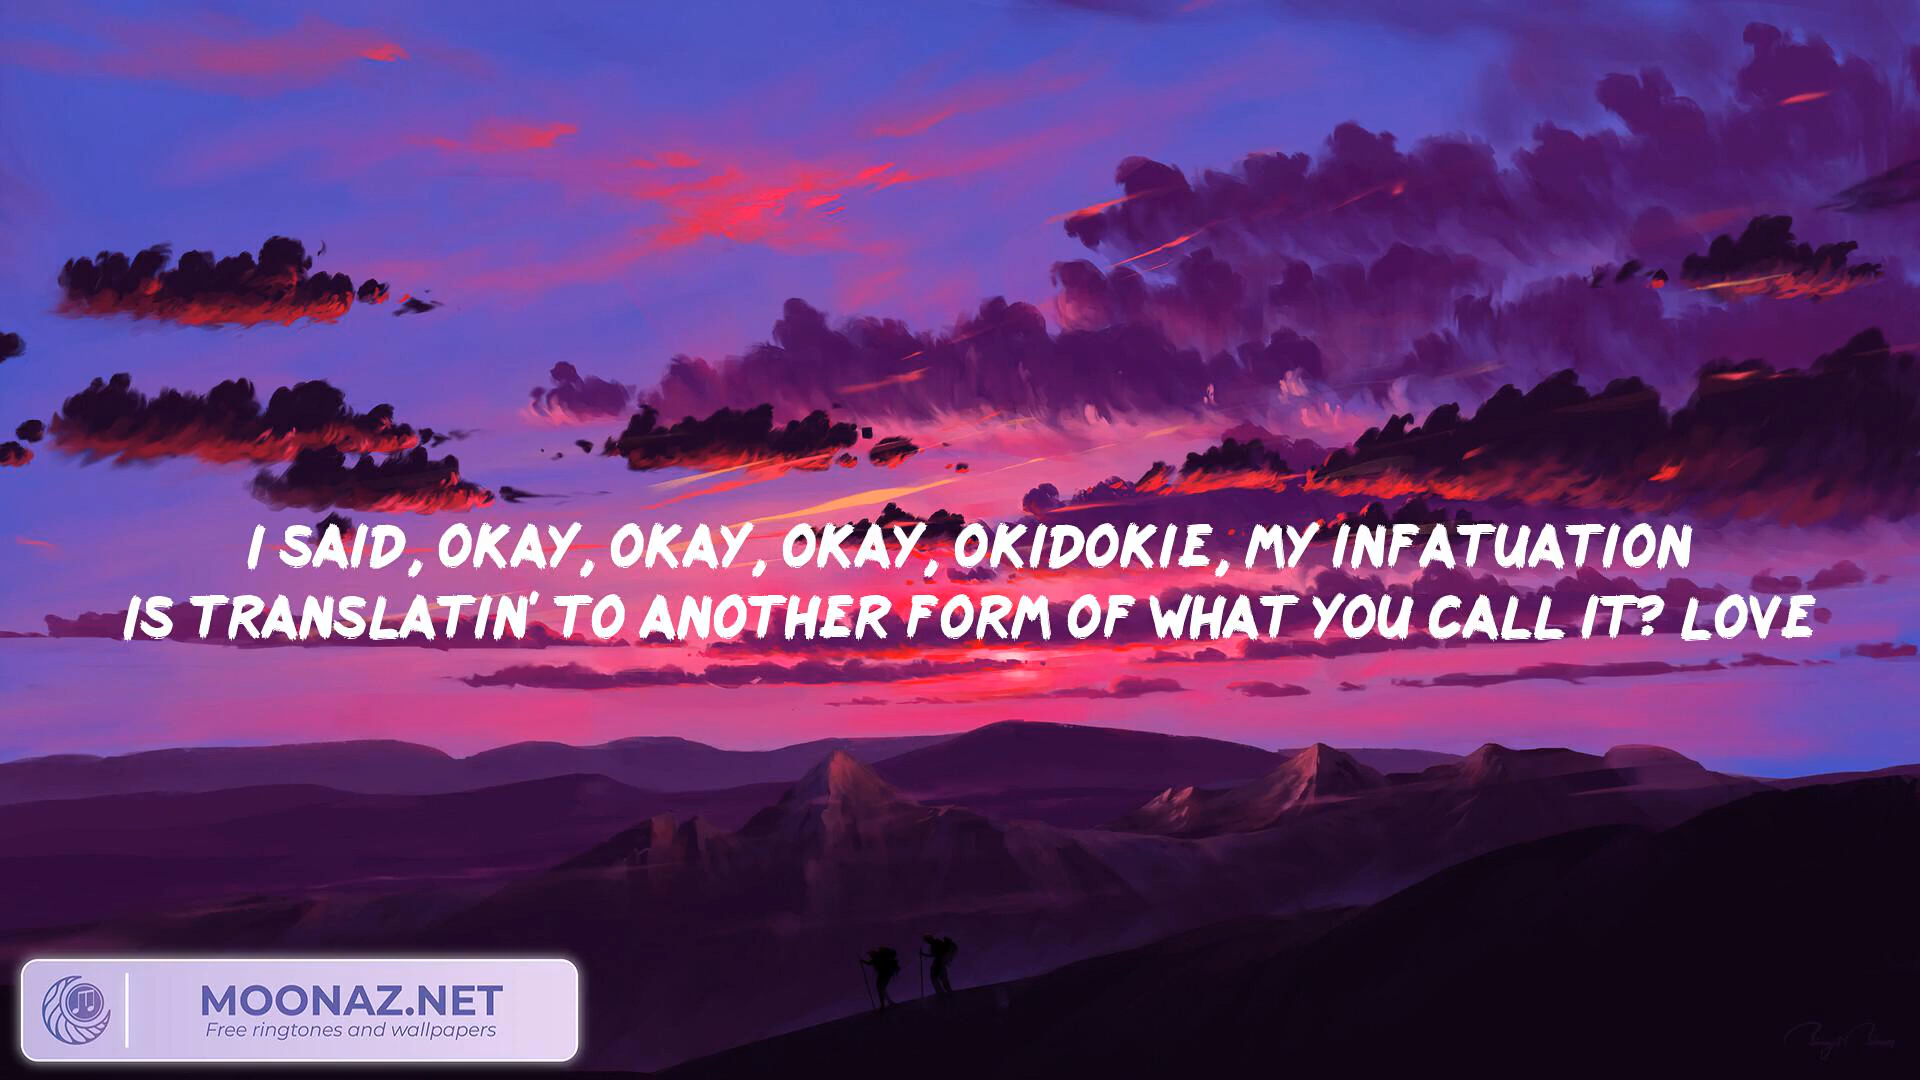 I SAID, OKAY, OKAY, OKAY, OKIDOKIE, MY INFATUATION
IS TRANSLATIN' TO ANOTHER FORM OF WHAT YOU CALL IT? LOVE
MOONAZ.NET
Free ringtones and wallpapers